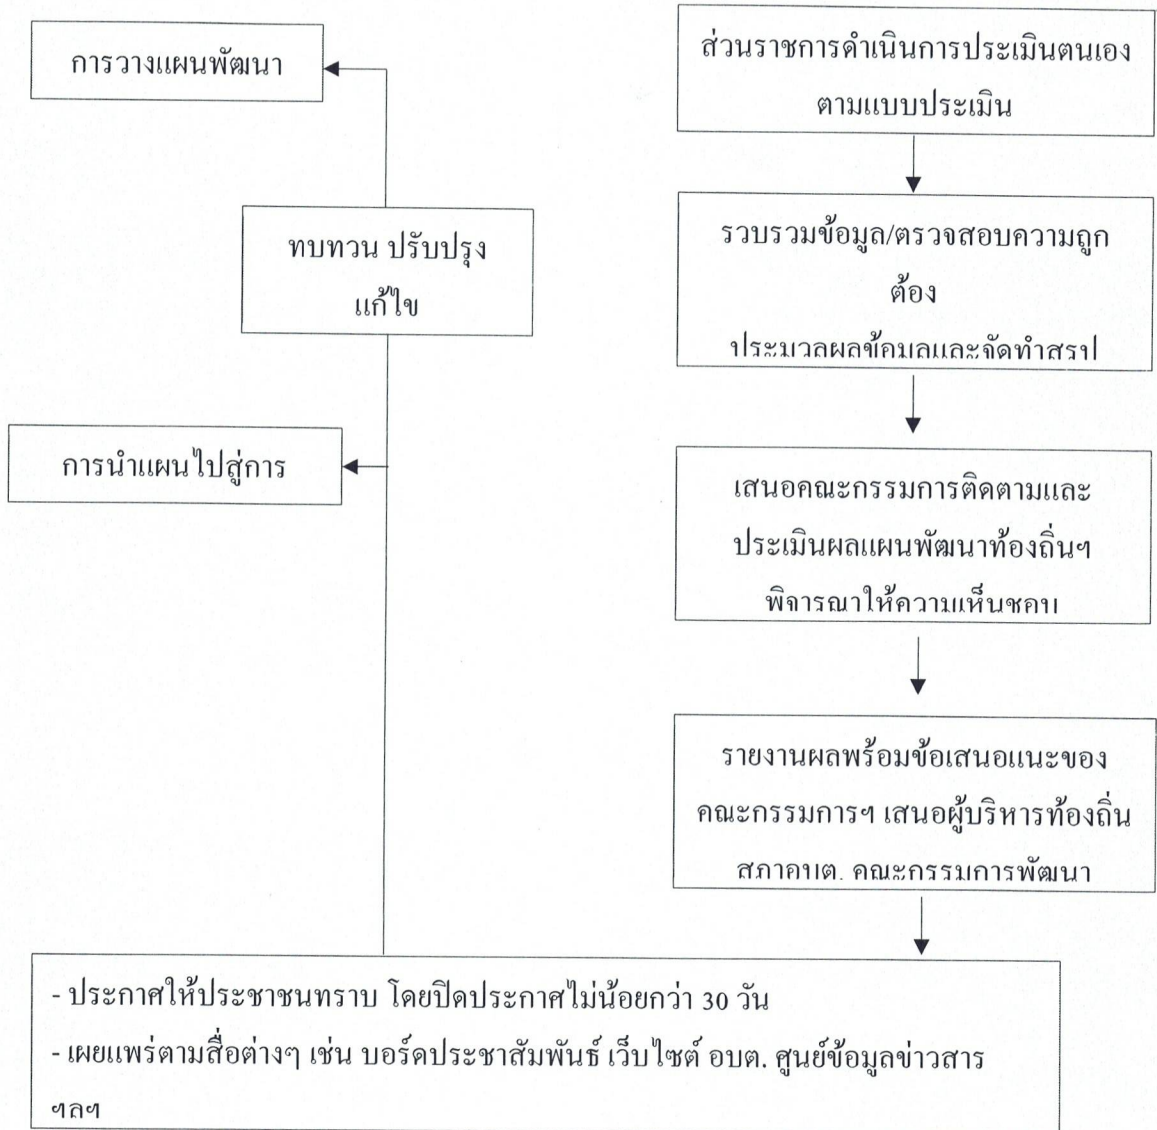 การวางแผนพัฒนา
ทบทวน ปรับปรุง
แก้ไข
การนำแผนไปสู่การ
ส่วนราชการดำเนินการประเมินตนเอง
ตามแบบประเมิน
รวบรวมข้อมูล/ตรวจสอบความถูก
ต้อง
ประมวลผลข้อมูลและจัดทำสรุป
เสนอคณะกรรมการติดตามและ
ประเมินผลแผนพัฒนาท้องถิ่นฯ
พิจารณาให้ความเห็นชอบ
รายงานผลพร้อมข้อเสนอแนะของ
คณะกรรมการฯ เสนอผู้บริหารท้องถิ่น
สภาอบต. คณะกรรมการพัฒนา
- ประกาศให้ประชาชนทราบ โดยปิดประกาศไม่น้อยกว่า 30 วัน
- เผยแพร่ตามสื่อต่างๆ เช่น บอร์ดประชาสัมพันธ์ เว็บไซต์ อบต. ศูนย์ข้อมูลข่าวสาร
ฯลฯ